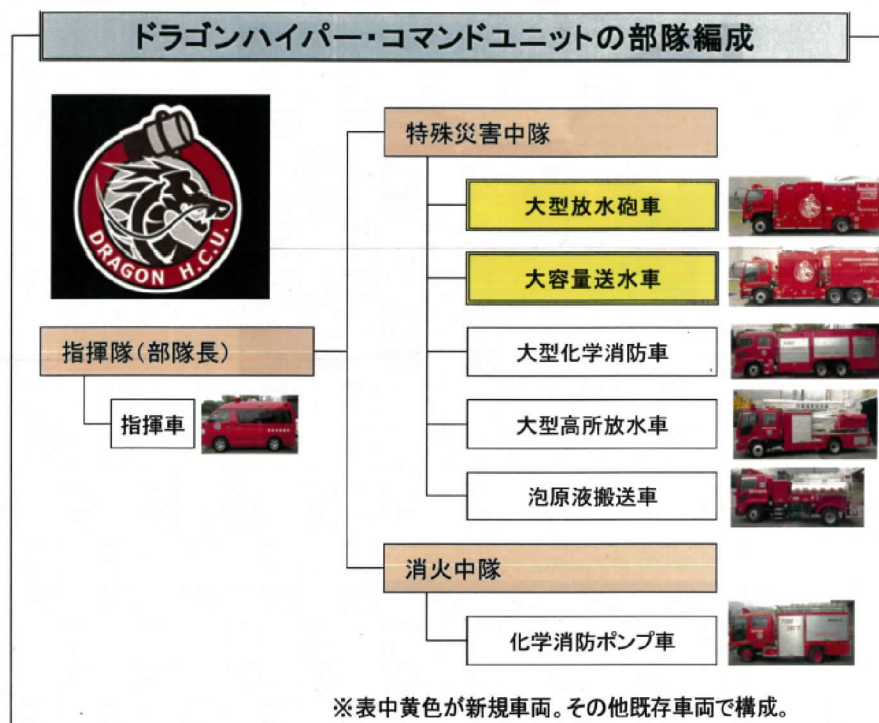 ドラゴンハイパー・コマンドユニットの部隊編成
DRAGON H.C.U.
特殊災害中隊
大型放水砲車
大容量送水車
指揮隊(部隊長)
大型化学消防車
指揮車
大型高所放水車
泡原液搬送車
消火中隊
化学消防ポンプ車
※表中黄色が新規車両。その他既存車両で構成。